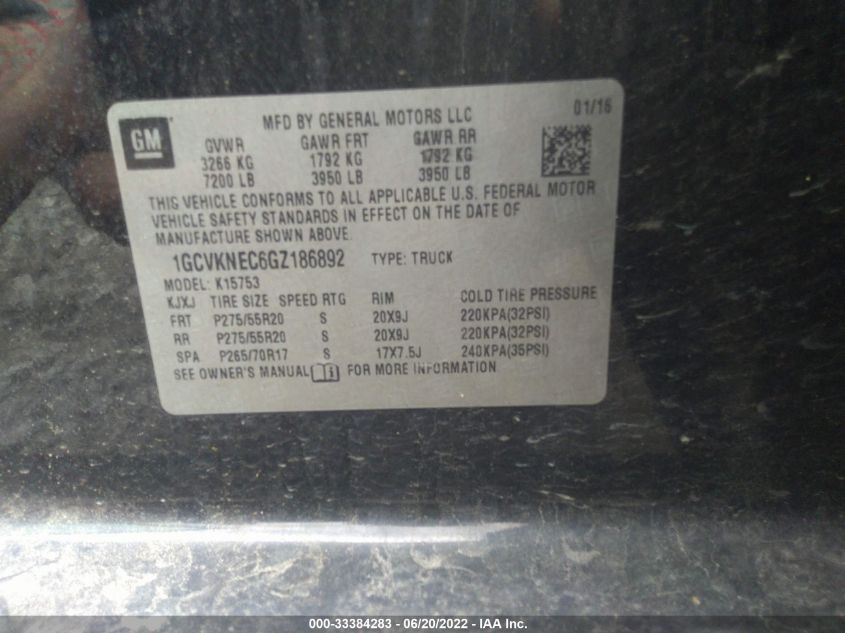 GM
MFD BY GENERAL MOTORS LLC
01/16
GVWR GAWR FRT GAWR RR
3266 KG 1792 KG 1792 KG
7200 LB 3950 LB 3950 LB
THIS VEHICLE CONFORMS TO ALL APPLICABLE U.S. FEDERAL MOTOR
VEHICLE SAFETY STANDARDS IN EFFECT ON THE DATE OF
MANUFACTURE SHOWN ABOVE.
1GCVKNEC6GZ186892 TYPE: TRUCK
MODEL: K15753
KJXJ TIRE SIZE SPEED RTG RIM COLD TIRE PRESSURE
FRT P275/55R20 S 20X9J 220KPA(32PSI)
RR P275/55R20 S 20X9J 220KPA(32PSI)
SPA P265/70R17 S 17X7.5J 240KPA(35PSI)
SEE OWNER'S MANUAL FOR MORE INFORMATION
000-33384283 - 06/20/2022 - IAA Inc.